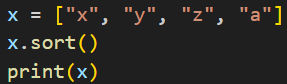 x = ["x", "y", "z", "a"]
x.sort()
print(x)